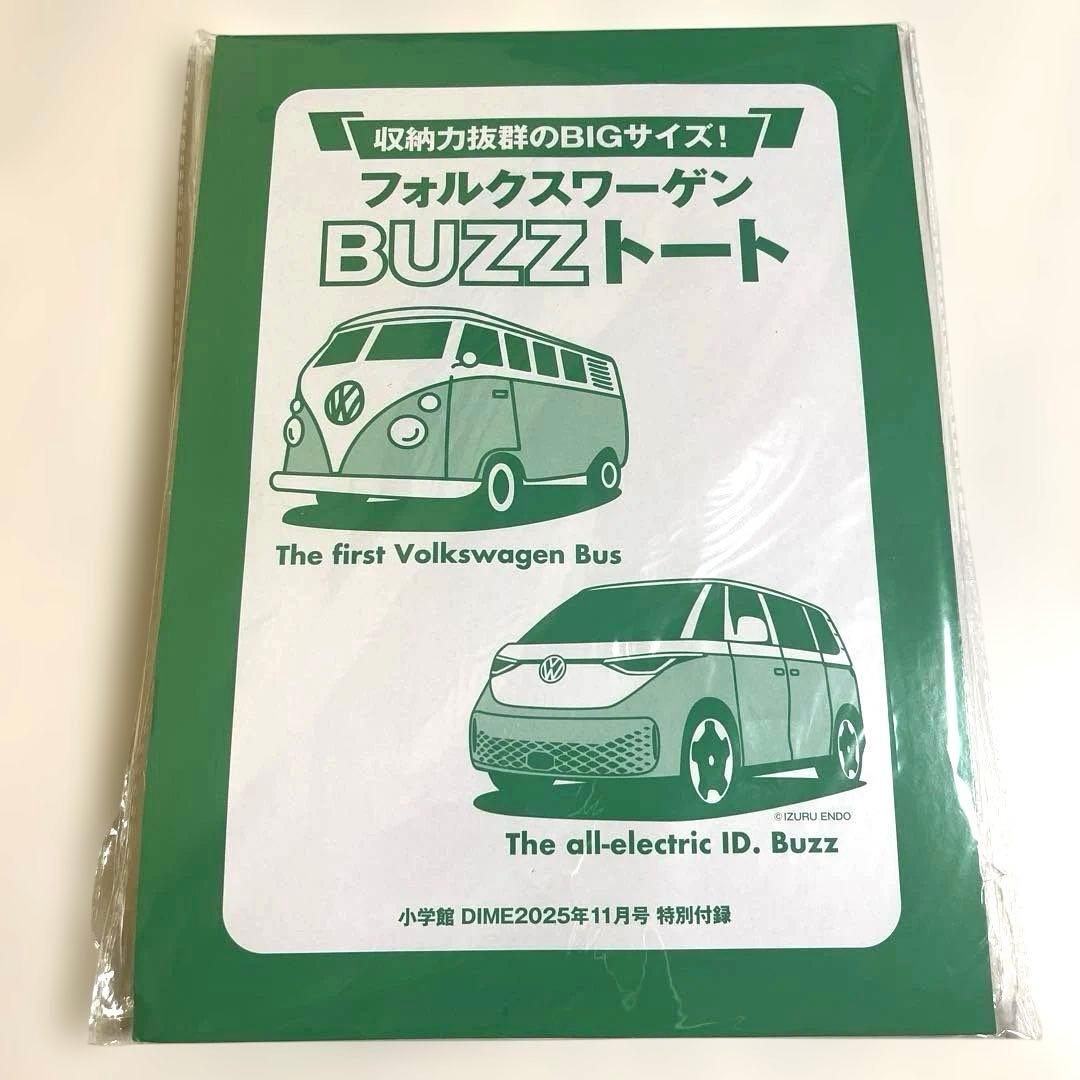 収納力抜群のBIGサイズ!
フォルクスワーゲン
BUZZトート
The first Volkswagen Bus
©IZURU ENDO
The all-electric ID. Buzz
小学館 DIME2025年11月号 特別付録